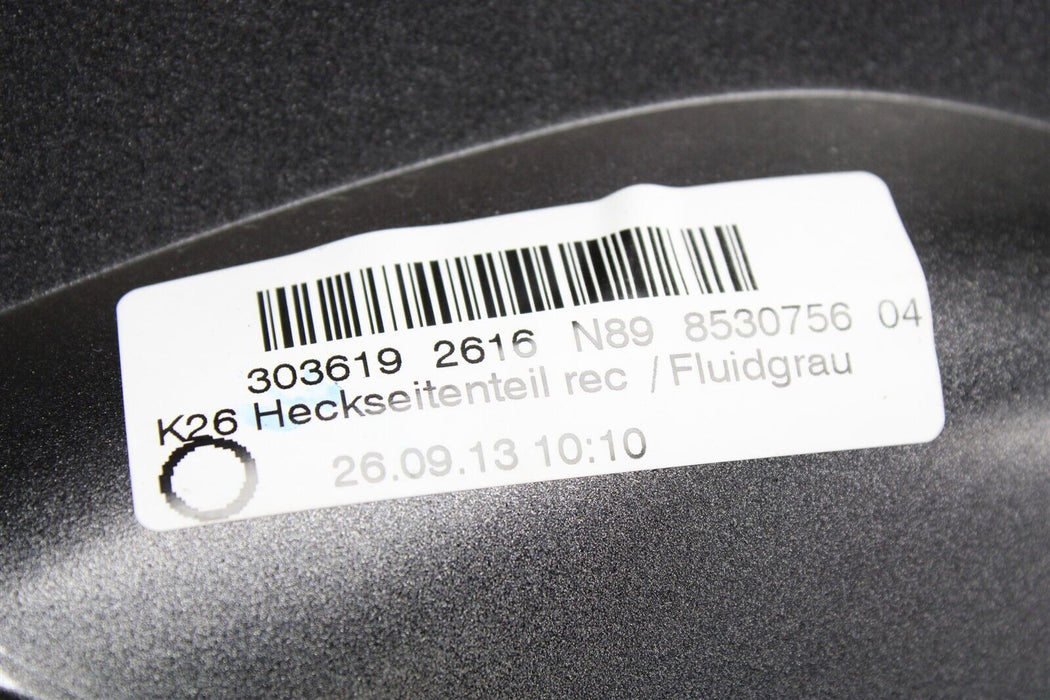 303619 2616 N89 8530756 04
K26 Heckseitenteil rec / Fluidgrau
26.09.13 10:10